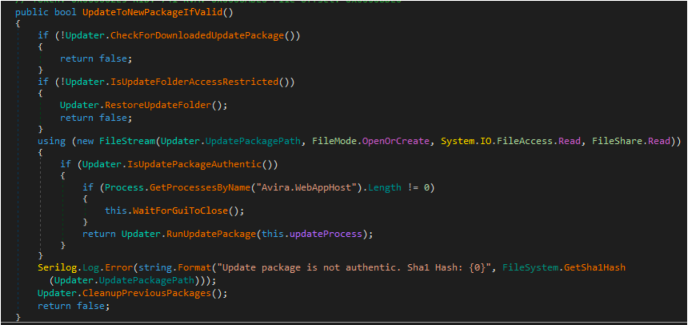 public bool UpdateToNewPackageIfValid()
{
if (!Updater.CheckForDownloadedUpdatePackage())
{
return false;
}
if (!Updater.IsUpdateFolderAccessRestricted())
{
Updater.RestoreUpdateFolder();
return false;
}
using (new FileStream(Updater.UpdatePackagePath, FileMode.OpenOrCreate, System.IO.FileAccess.Read, FileShare.Read))
{
if (Updater.IsUpdatePackageAuthentic())
{
if (Process.GetProcessesByName("Avira.WebAppHost").Length != 0)
{
this.WaitForGuiToClose();
}
return Updater.RunUpdatePackage(this.updateProcess);
}
}
Serilog.Log.Error(string.Format("Update package is not authentic. Sha1 Hash: {0}", FileSystem.GetSha1Hash
(Updater.UpdatePackagePath)));
Updater.CleanupPreviousPackages();
return false;
}